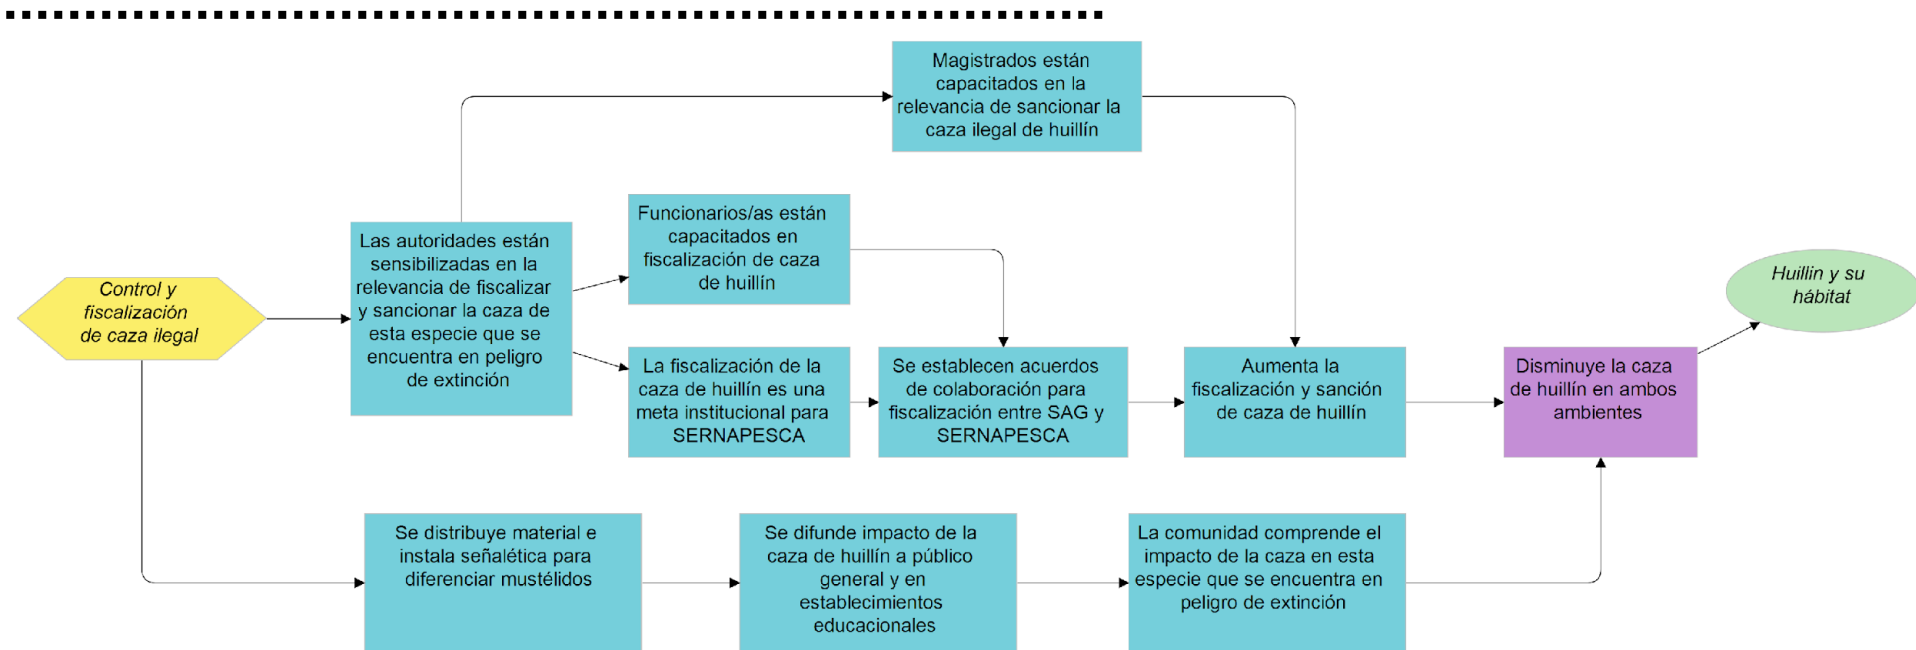 Magistrados están
capacitados en la
relevancia de sancionar la
caza ilegal de huillín
Funcionarios/as están
capacitados en
fiscalización de caza
de huillín
Las autoridades están
sensibilizadas en la
relevancia de fiscalizar
y sancionar la caza de
esta especie que se
encuentra en peligro
de extinción
Control y
fiscalización
de caza ilegal
Huillin y su
hábitat
La fiscalización de la
caza de huillín es una
meta institucional para
SERNAPESCA
Se establecen acuerdos
de colaboración para
fiscalización entre SAG y
SERNAPESCA
Aumenta la
fiscalización y sanción
de caza de huillín
Disminuye la caza
de huillín en ambos
ambientes
Se distribuye material e
instala señalética para
diferenciar mustélidos
Se difunde impacto de la
caza de huillín a público
general y en
establecimientos
educacionales
La comunidad comprende el
impacto de la caza en esta
especie que se encuentra en
peligro de extinción